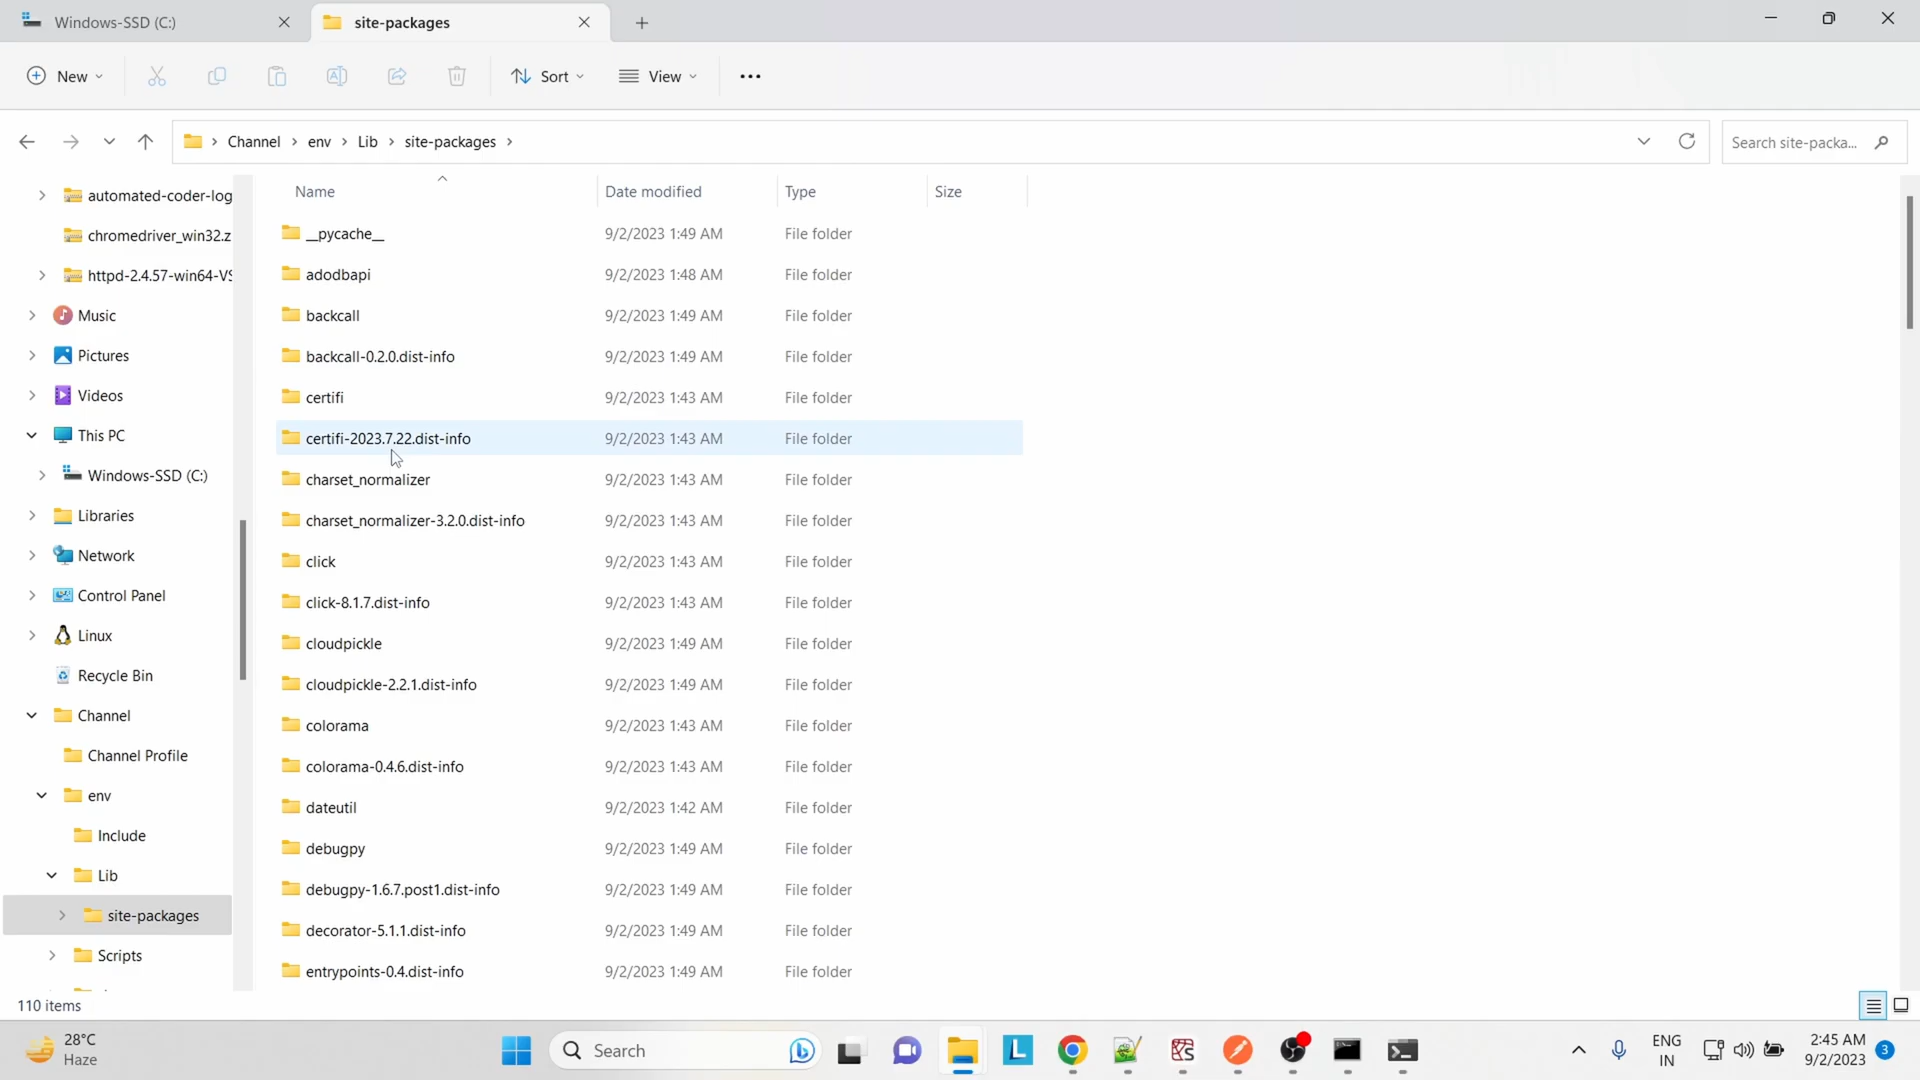 Windows-SSD (C:)
site-packages
New
Sort
View
Channel
env
Lib
site-packages
Search site-packa...
automated-coder-log
chromedriver_win32.z
httpd-2.4.57-win64-VS
Music
Pictures
Videos
This PC
Windows-SSD (C:)
Libraries
Network
Control Panel
Linux
Recycle Bin
Channel
Channel Profile
env
Include
Lib
site-packages
Scripts
Name Date modified Type Size
__pycache__ 9/2/2023 1:49 AM File folder
adodbapi 9/2/2023 1:48 AM File folder
backcall 9/2/2023 1:49 AM File folder
backcall-0.2.0.dist-info 9/2/2023 1:49 AM File folder
certifi 9/2/2023 1:43 AM File folder
certifi-2023.7.22.dist-info 9/2/2023 1:43 AM File folder
charset_normalizer 9/2/2023 1:43 AM File folder
charset_normalizer-3.2.0.dist-info 9/2/2023 1:43 AM File folder
click 9/2/2023 1:43 AM File folder
click-8.1.7.dist-info 9/2/2023 1:43 AM File folder
cloudpickle 9/2/2023 1:49 AM File folder
cloudpickle-2.2.1.dist-info 9/2/2023 1:49 AM File folder
colorama 9/2/2023 1:43 AM File folder
colorama-0.4.6.dist-info 9/2/2023 1:43 AM File folder
dateutil 9/2/2023 1:42 AM File folder
debugpy 9/2/2023 1:49 AM File folder
debugpy-1.6.7.post1.dist-info 9/2/2023 1:49 AM File folder
decorator-5.1.1.dist-info 9/2/2023 1:49 AM File folder
entrypoints-0.4.dist-info 9/2/2023 1:49 AM File folder
110 items
28°C
Haze
Search
L
ENG
IN
2:45 AM
9/2/2023
3